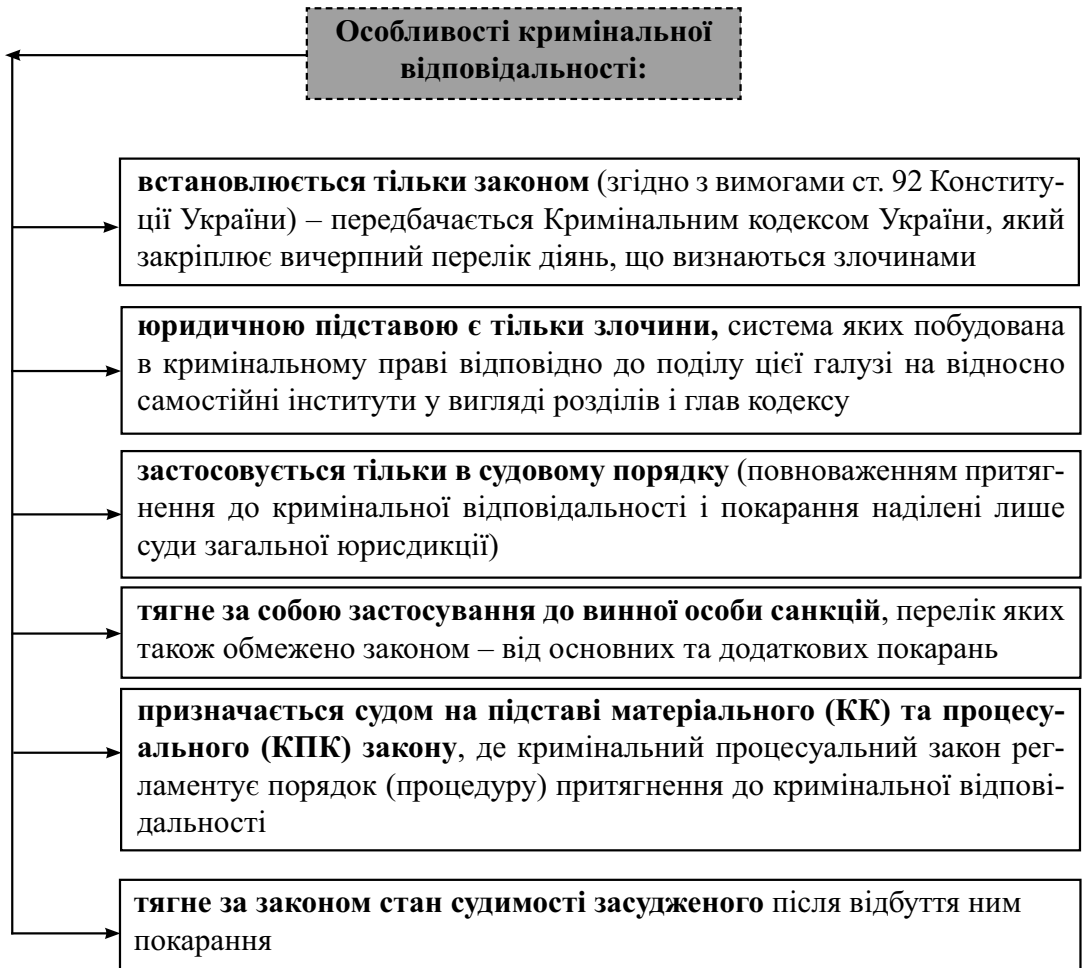 Особливості кримінальної
відповідальності:
встановлюється тільки законом (згідно з вимогами ст. 92 Конститу-
ції України) – передбачається Кримінальним кодексом України, який
закріплює вичерпний перелік діянь, що визнаються злочинами
юридичною підставою є тільки злочини, система яких побудована
в кримінальному праві відповідно до поділу цієї галузі на відносно
самостійні інститути у вигляді розділів і глав кодексу
застосовується тільки в судовому порядку (повноваженням притяг-
нення до кримінальної відповідальності і покарання наділені лише
суди загальної юрисдикції)
тягне за собою застосування до винної особи санкцій, перелік яких
також обмежено законом – від основних та додаткових покарань
призначається судом на підставі матеріального (КК) та процесу-
ального (КПК) закону, де кримінальний процесуальний закон рег-
ламентує порядок (процедуру) притягнення до кримінальної відпові-
дальності
тягне за законом стан судимості засудженого після відбуття ним
покарання